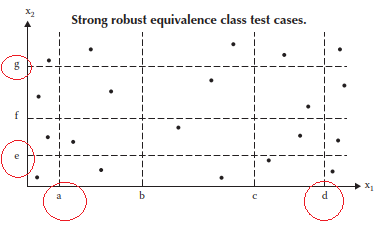 x₂
Strong robust equivalence class test cases.
g
f
e
a b c d
x₁